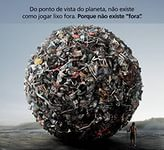 Do ponto de vista do planeta, não existe
como jogar lixo fora. Porque não existe “fora”.